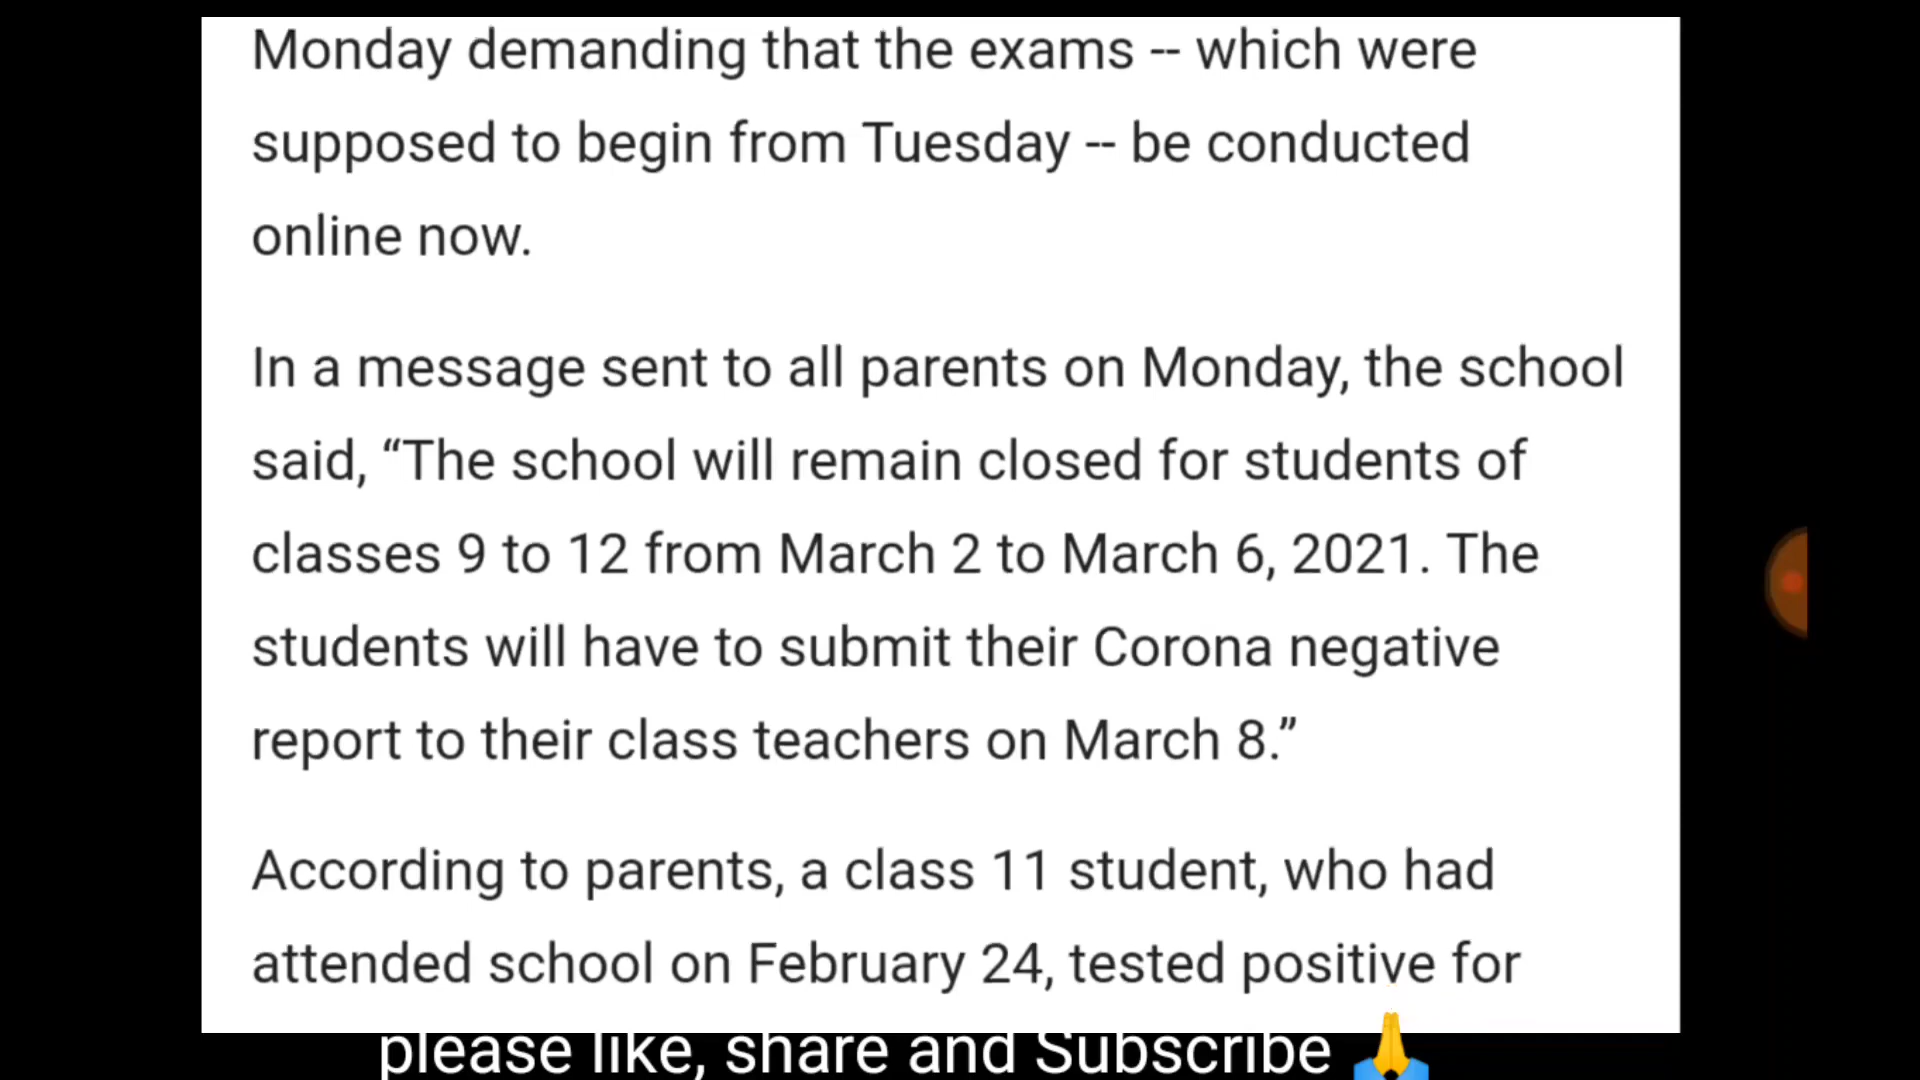 Monday demanding that the exams -- which were
supposed to begin from Tuesday -- be conducted
online now.
In a message sent to all parents on Monday, the school
said, “The school will remain closed for students of
classes 9 to 12 from March 2 to March 6, 2021. The
students will have to submit their Corona negative
report to their class teachers on March 8.”
According to parents, a class 11 student, who had
attended school on February 24, tested positive for
please like, share and Subscribe 🙏